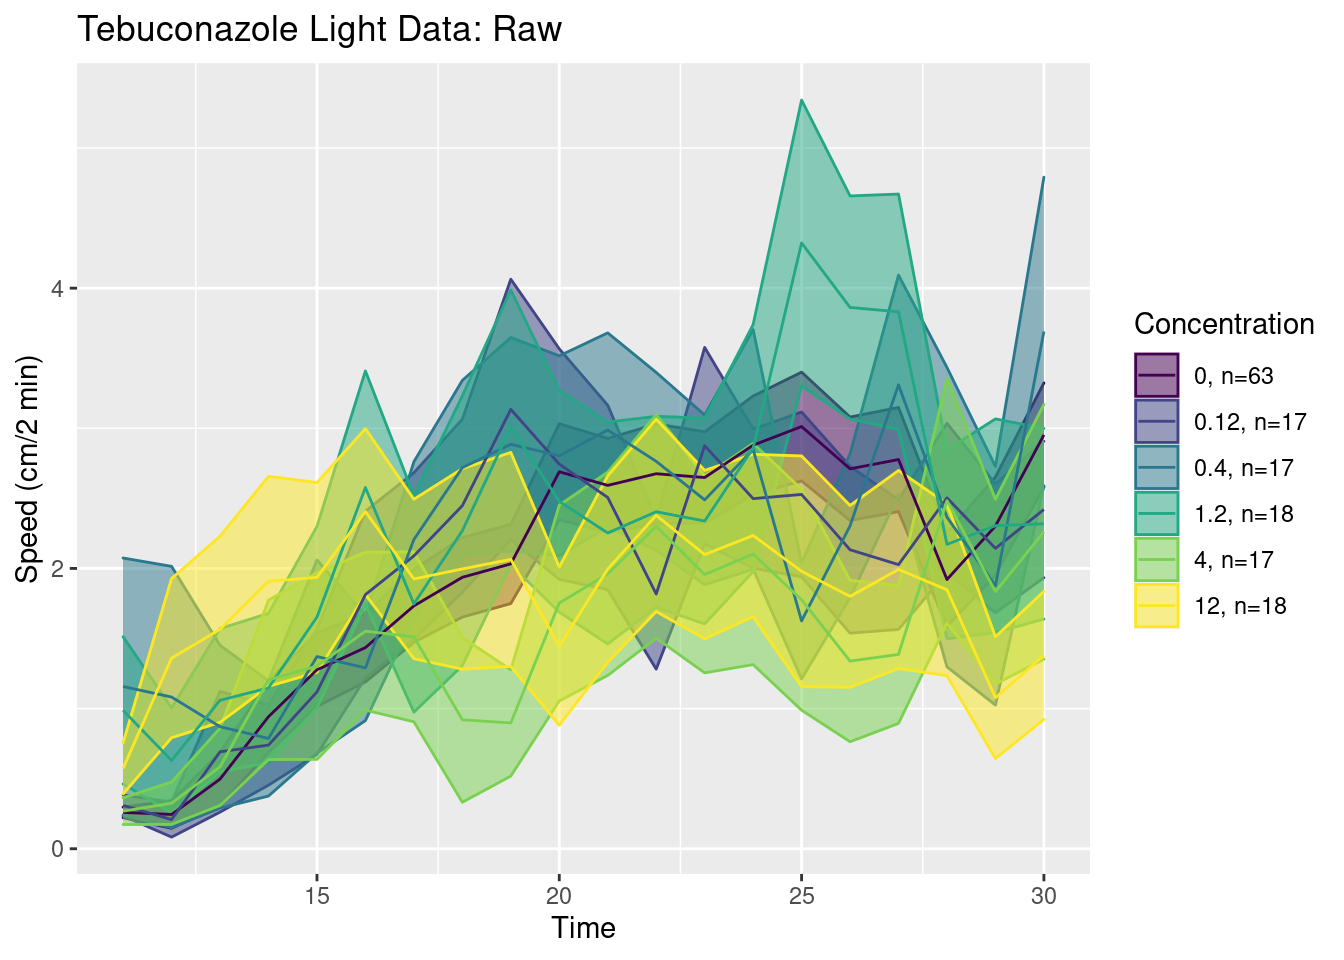 Tebuconazole Light Data: Raw
Speed (cm/2 min)
4
2
0
15 20 25 30
Time
Concentration
0, n=63
0.12, n=17
0.4, n=17
1.2, n=18
4, n=17
12, n=18